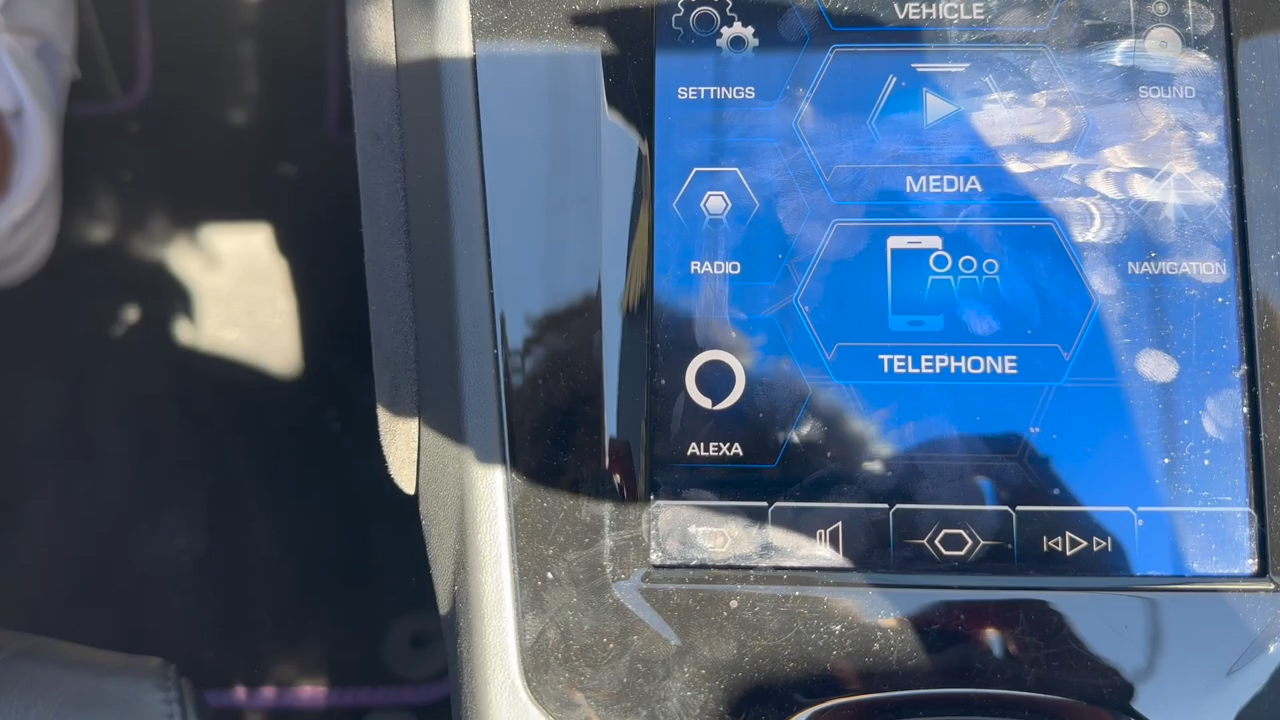 VEHICLE
SETTINGS
SOUND
MEDIA
RADIO
NAVIGATION
TELEPHONE
ALEXA